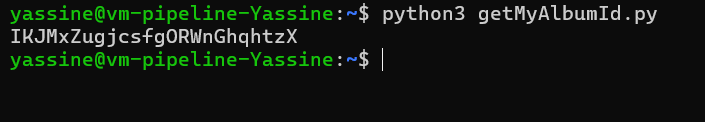 yassine@vm-pipeline-Yassine:~$ python3 getMyAlbumId.py
IKJMxZugjcsfgORWnGhqhtzX
yassine@vm-pipeline-Yassine:~$